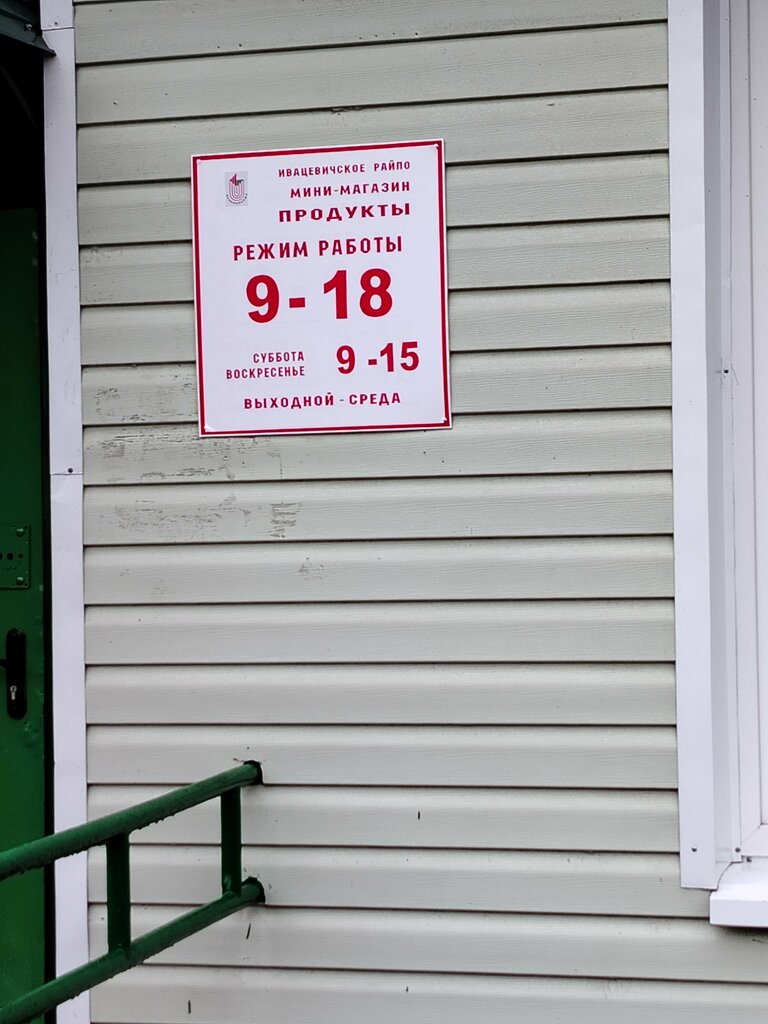 ИВАЦЕВИЧСКОЕ РАЙПО
МИНИ-МАГАЗИН
ПРОДУКТЫ
РЕЖИМ РАБОТЫ
9 - 18
СУББОТА
ВОСКРЕСЕНЬЕ
9 - 15
ВЫХОДНОЙ - СРЕДА